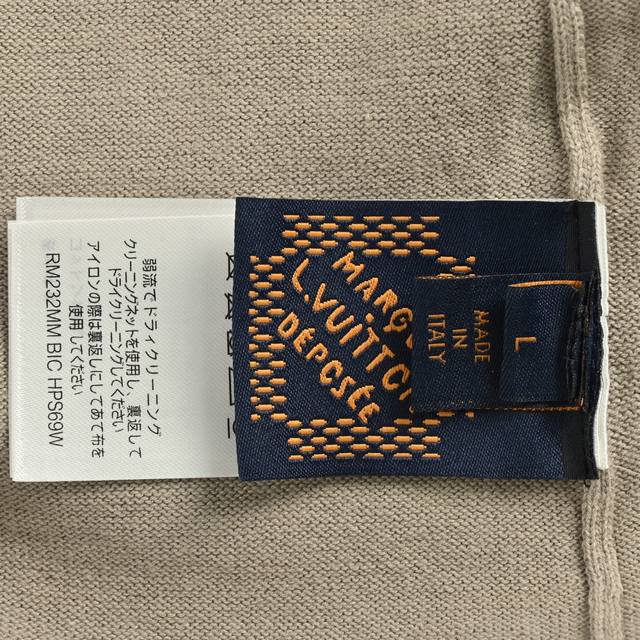 弱流でドライクリーニング
クリーニングネットを使用し、裏返して
ドライクリーニングしてください
アイロンの際は裏返しにしてあて布を
使用してください
RM232MM BIC HPS69W
L.VUITTON
DÉPOSÉE
MADE
IN
ITALY
L